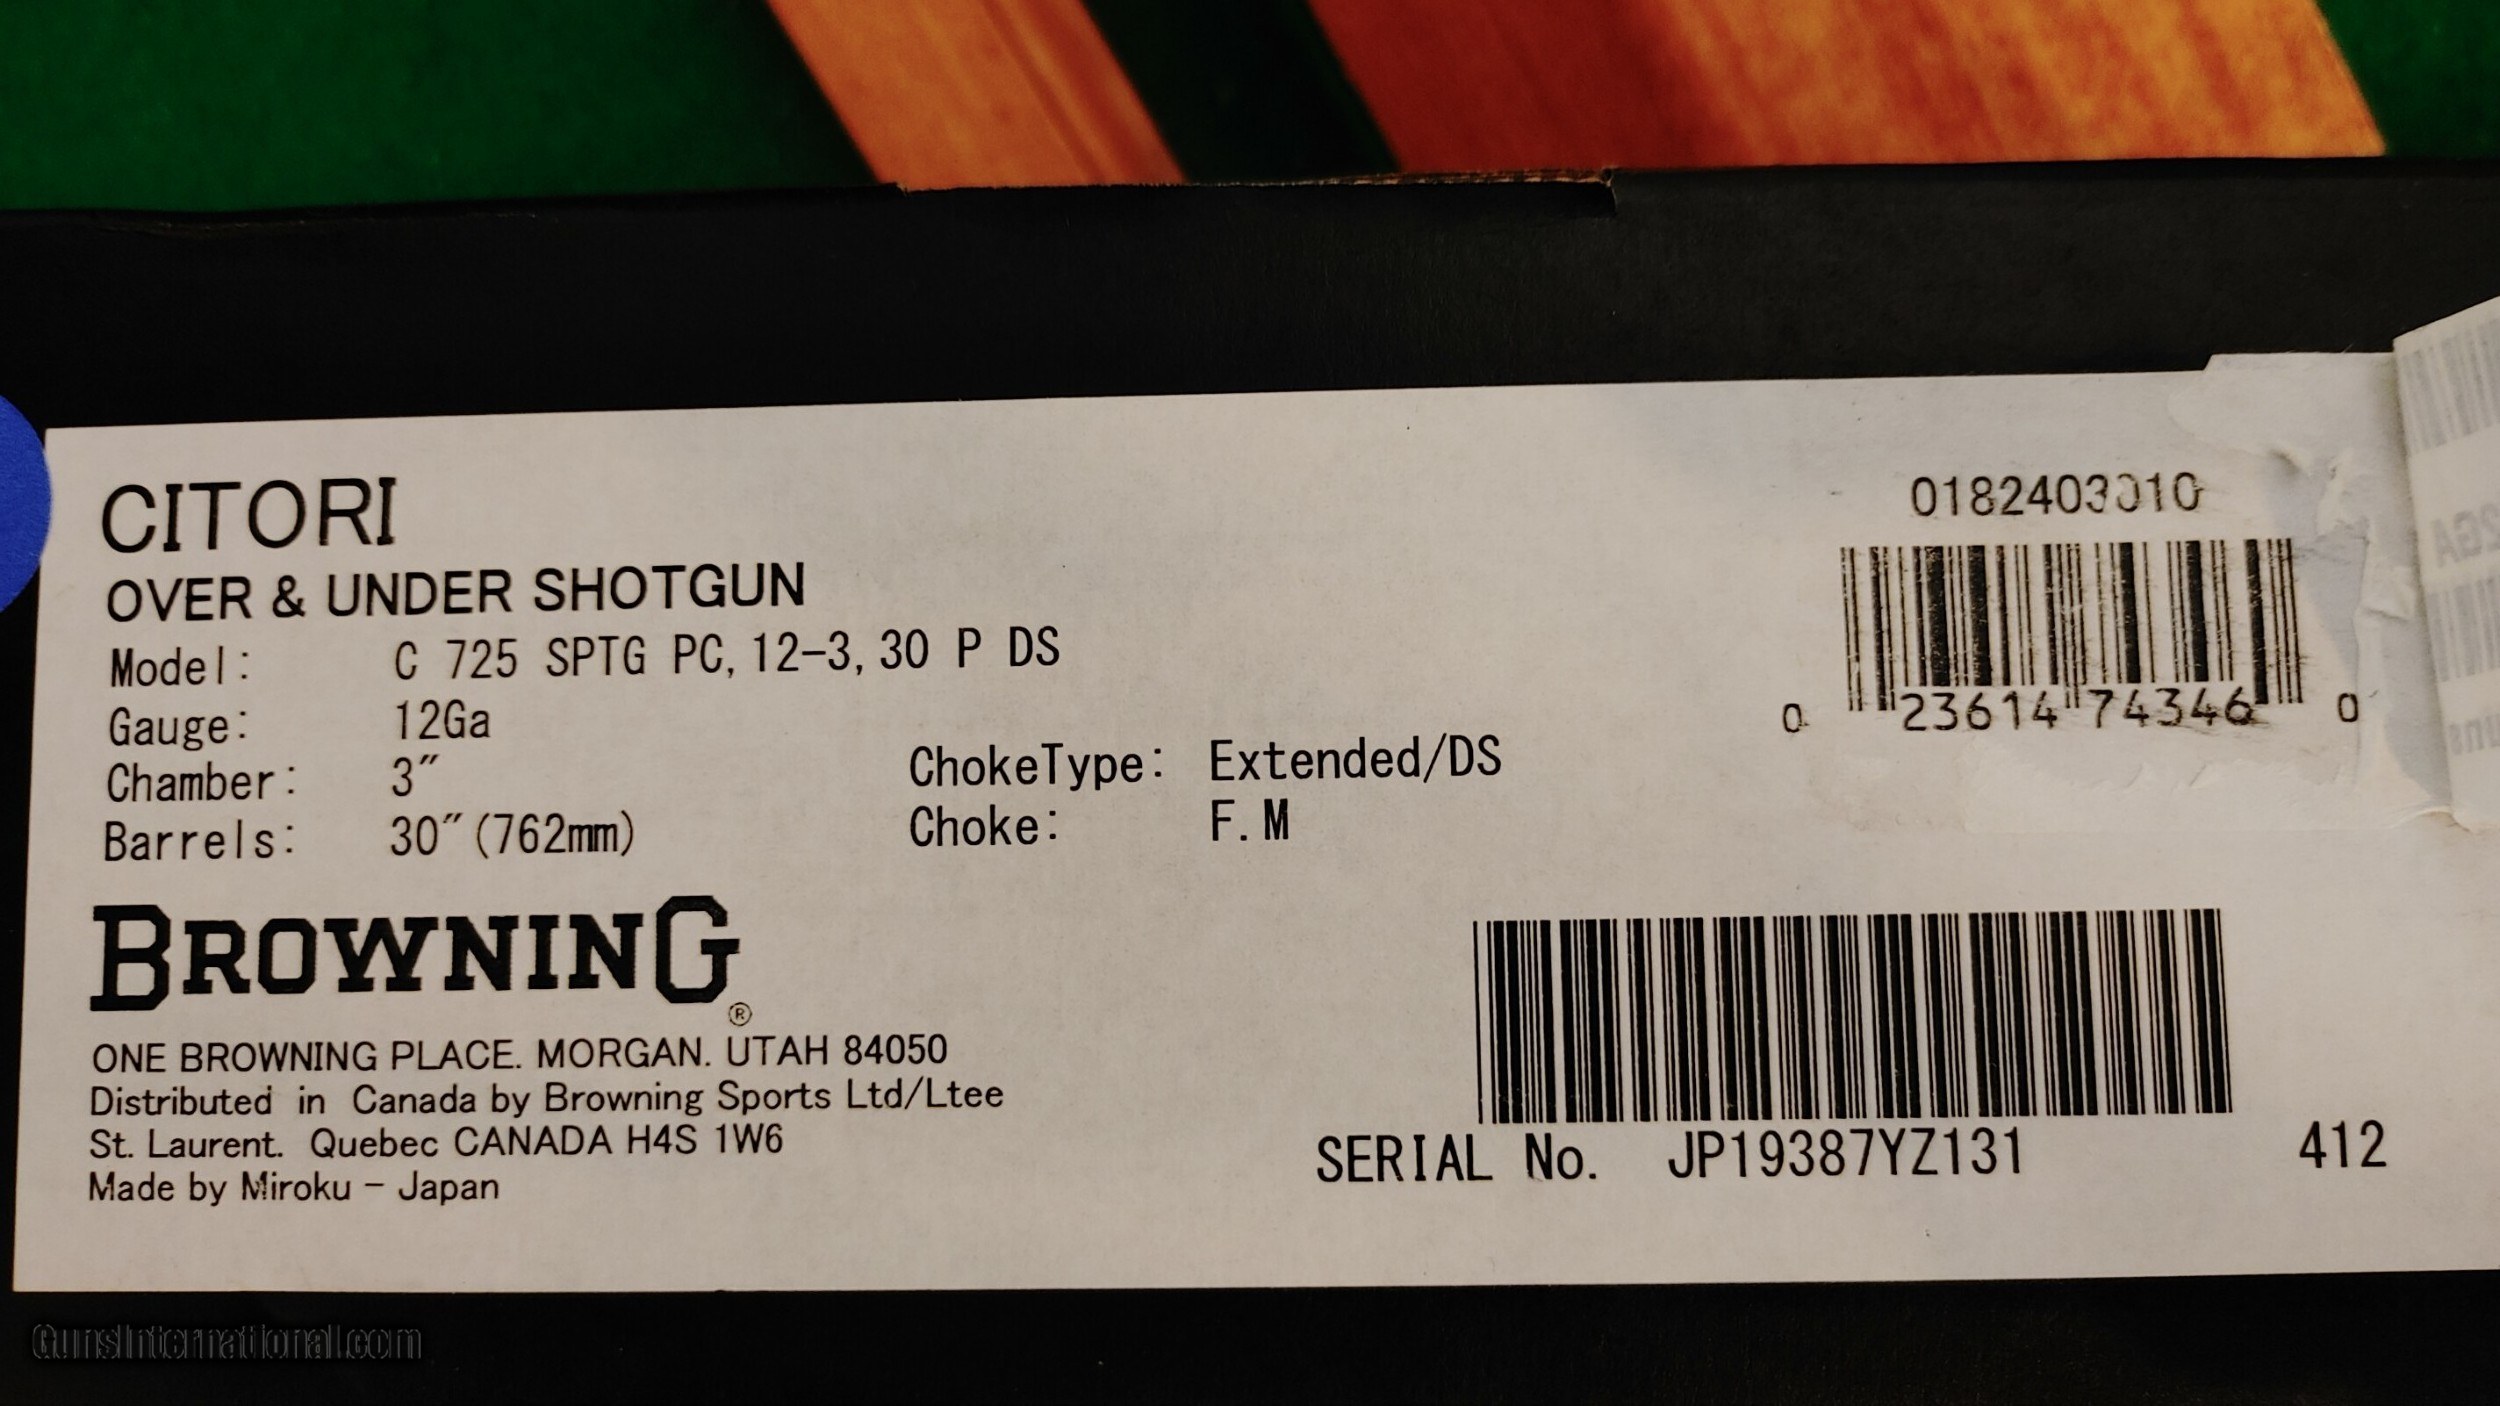 CITORI
OVER & UNDER SHOTGUN
Model: C 725 SPTG PC, 12-3, 30 P DS
Gauge: 12Ga
Chamber: 3"
Barrels: 30" (762mm)
ChokeType: Extended/DS
Choke: F. M
0182403010
0 23614 74346 0
BROWNING®
ONE BROWNING PLACE. MORGAN. UTAH 84050
Distributed in Canada by Browning Sports Ltd/Ltee
St. Laurent. Quebec CANADA H4S 1W6
Made by Miroku - Japan
SERIAL No. JP19387YZ131 412
GunsInternational.com